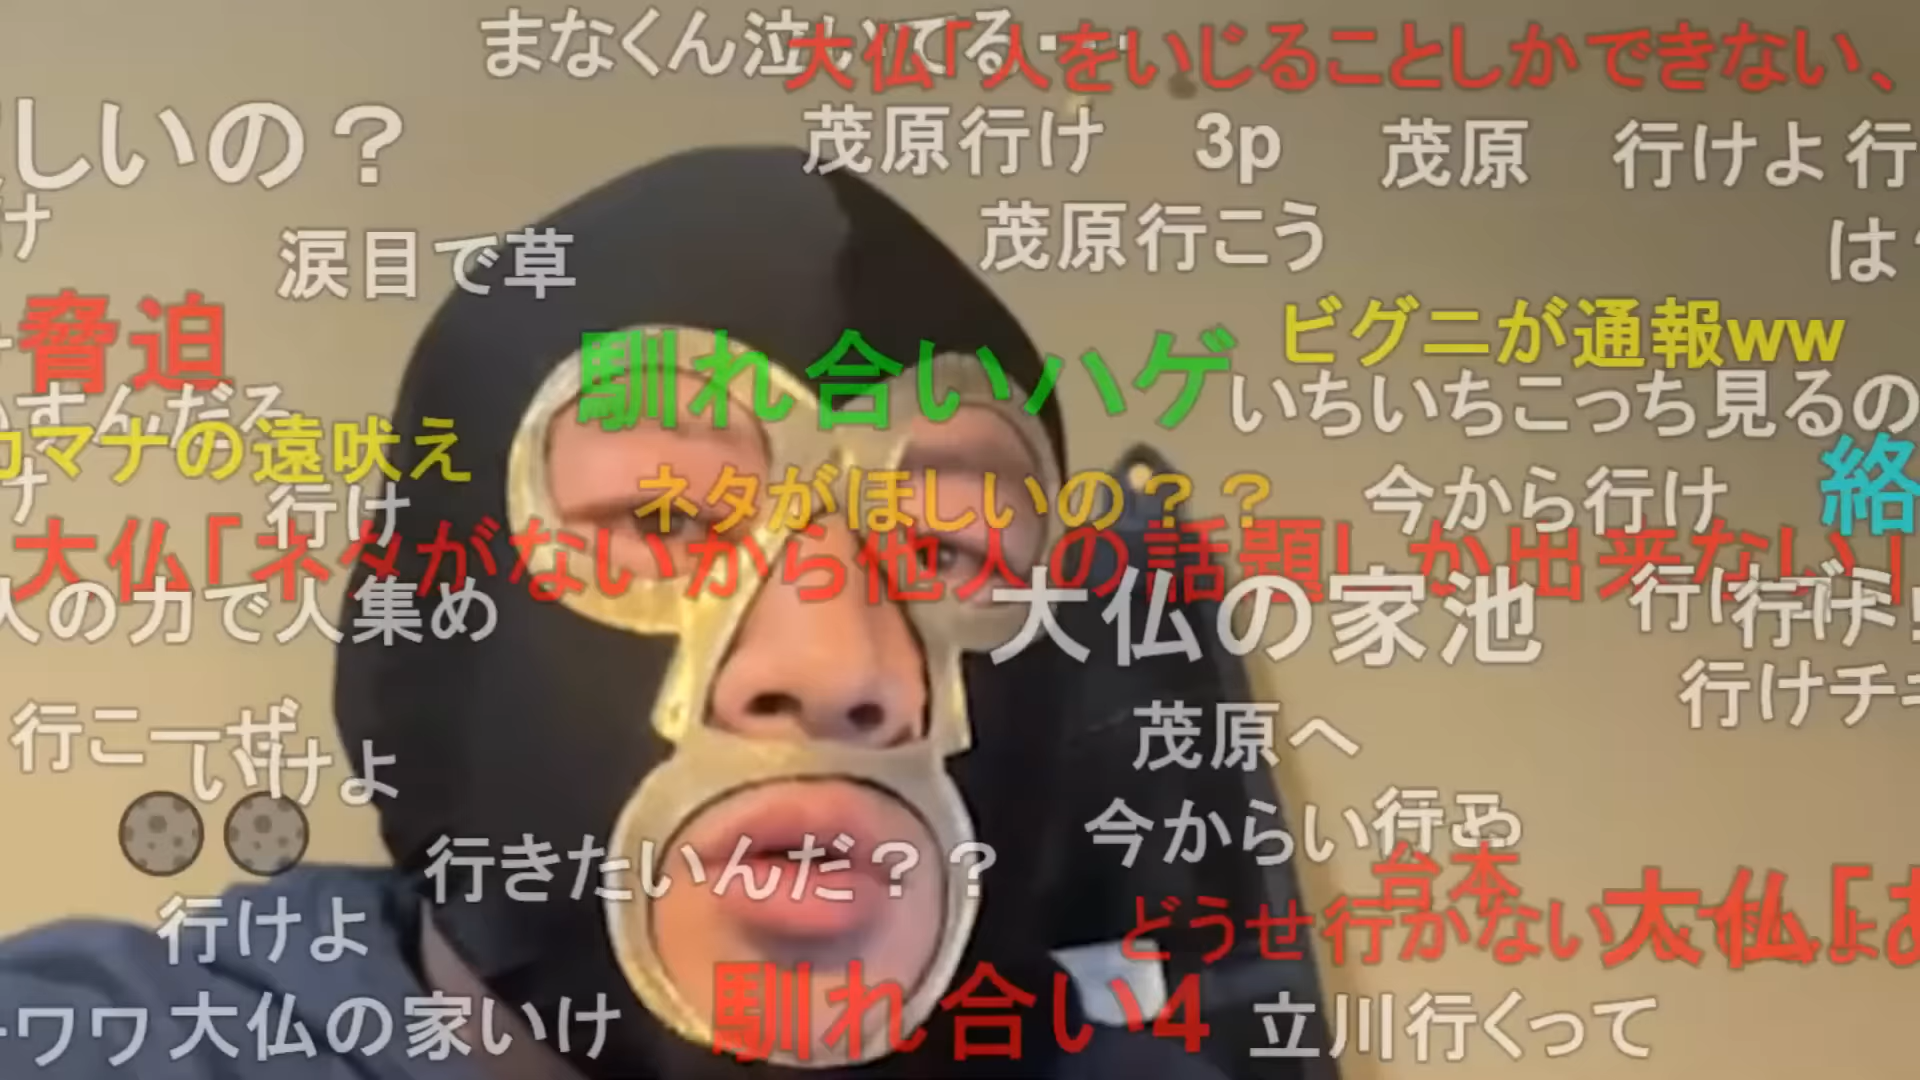 まなくん泣いてる・・・
大仏「人をいじることしかできない、
しいの？
茂原行け
3p
茂原　行けよ
行
け
涙目で草
茂原行こう
は
脅迫
馴れ合いハゲ
ビグニが通報ww
いちいちこっち見るの
カマナの遠吠え
行け
ネタがほしいの？？
今から行け
絡
大仏「ネタがないから他人の話題しか出来ない」
人の力で人集め
大仏の家池
行け！
行けチキ
行こーぜ
いけよ
茂原へ
行きたいんだ？？
今からい行め
台本
行けよ
どうせ行かない
大仏「お
ーワワ
大仏の家いけ
馴れ合い4
立川行くって